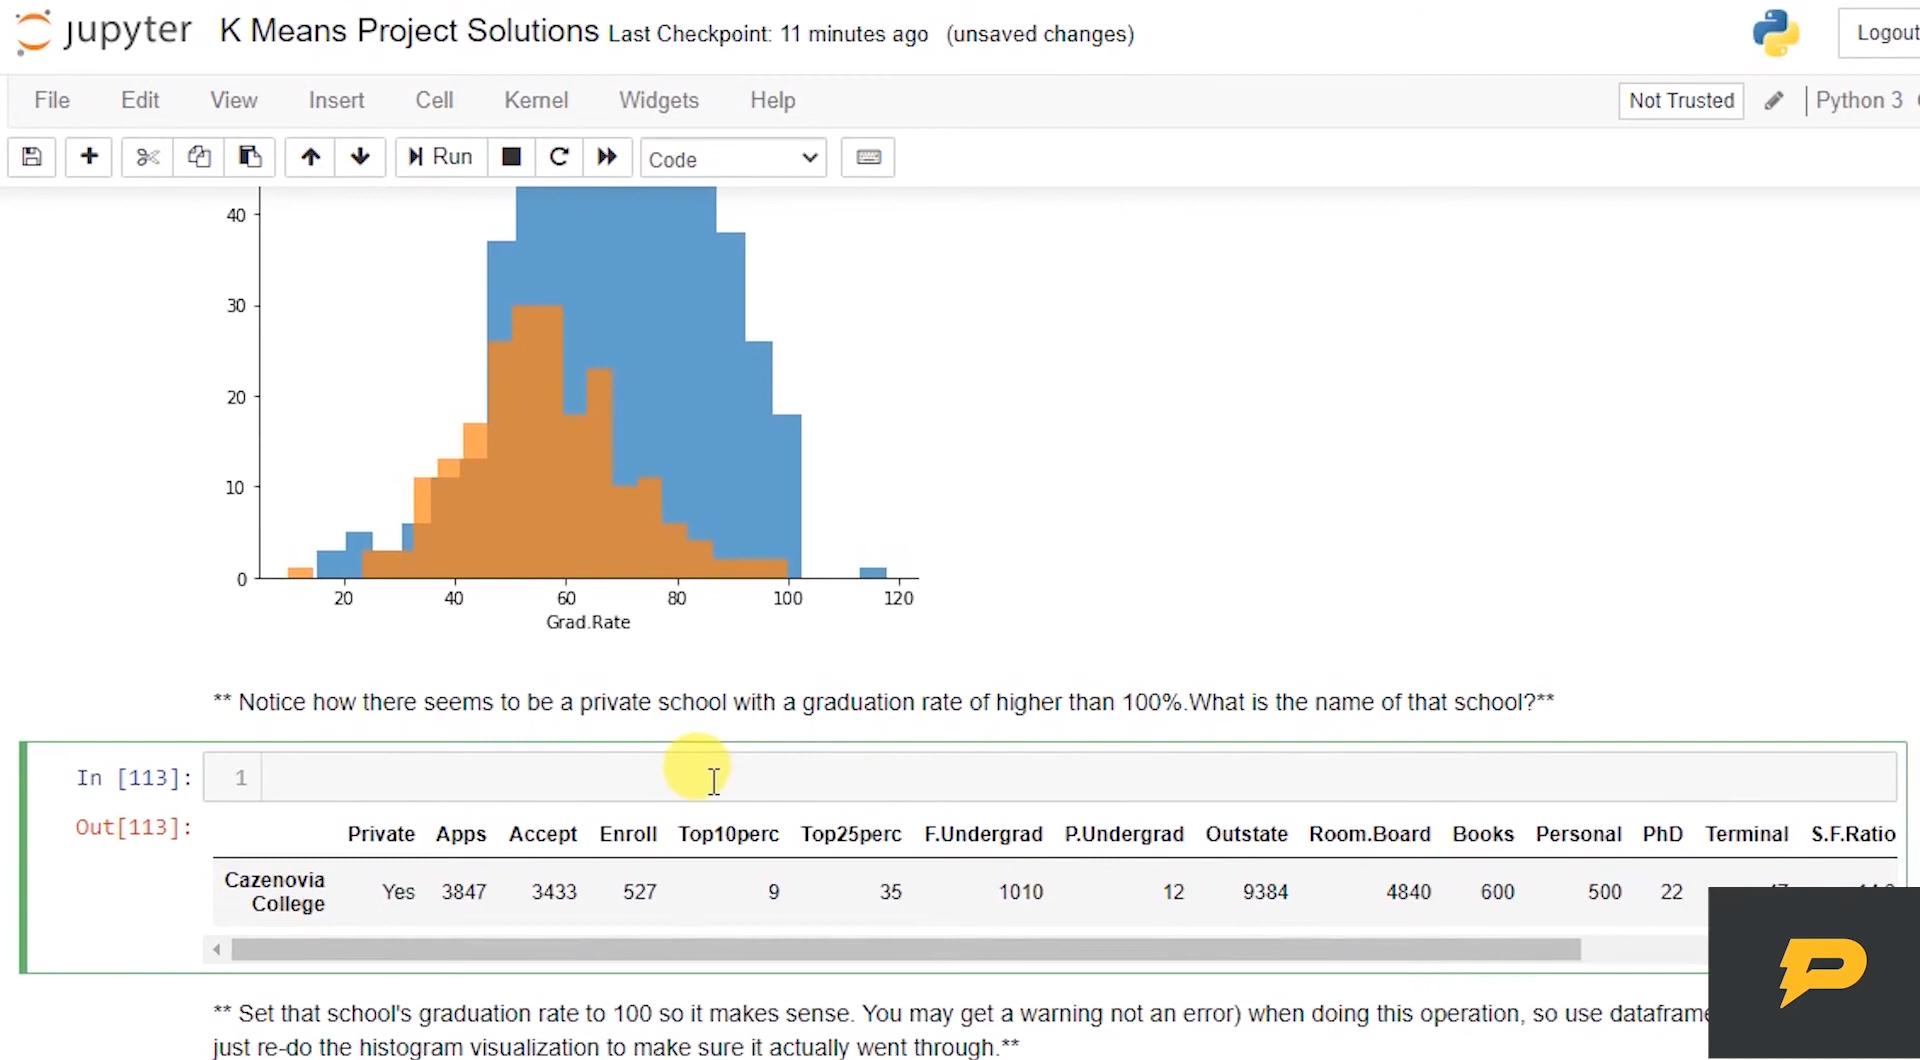 jupyter K Means Project Solutions Last Checkpoint: 11 minutes ago (unsaved changes) Logout
File Edit View Insert Cell Kernel Widgets Help Not Trusted Python 3
Run Code
40
30
20
10
0
20 40 60 80 100 120
Grad.Rate
** Notice how there seems to be a private school with a graduation rate of higher than 100%.What is the name of that school?**
In [113]: 1
Out[113]: Private Apps Accept Enroll Top10perc Top25perc F.Undergrad P.Undergrad Outstate Room.Board Books Personal PhD Terminal S.F.Ratio
Cazenovia College Yes 3847 3433 527 9 35 1010 12 9384 4840 600 500 22
** Set that school's graduation rate to 100 so it makes sense. You may get a warning not an error) when doing this operation, so use
just re-do the histogram visualization to make sure it actually went through.**